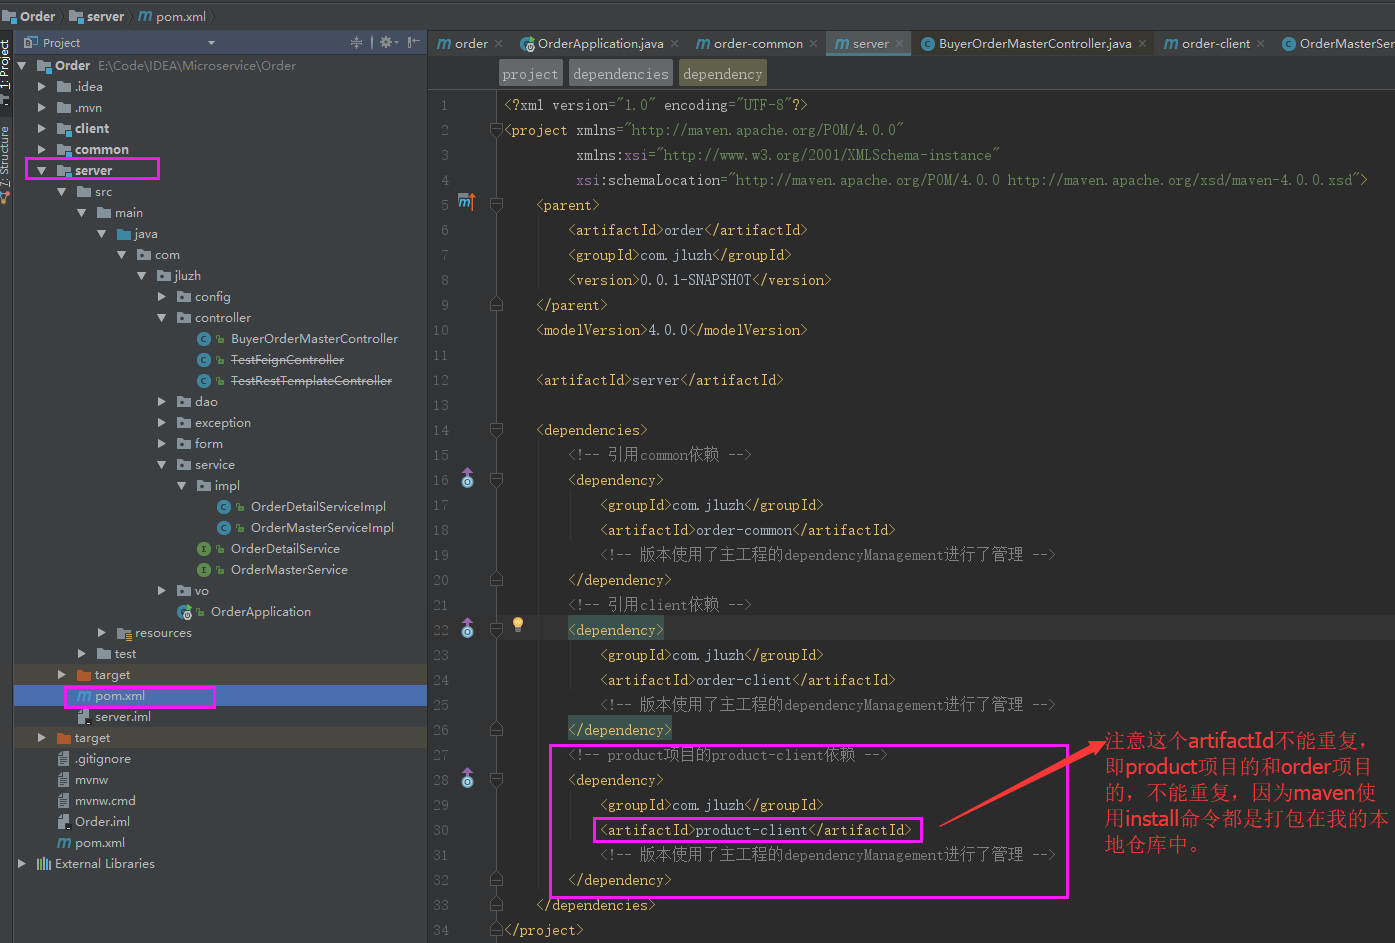 Order server pom.xml
Project
order OrderApplication.java order-common server BuyerOrderMasterController.java order-client OrderMasterSer
1: Project
7: Structure
Order E:\Code\IDEA\Microservice\Order
.idea
.mvn
client
common
server
src
main
java
com
jluzh
config
controller
BuyerOrderMasterController
TestFeignController
TestRestTemplateController
dao
exception
form
service
impl
OrderDetailServiceImpl
OrderMasterServiceImpl
OrderDetailService
OrderMasterService
vo
OrderApplication
resources
test
target
pom.xml
server.iml
target
.gitignore
mvnw
mvnw.cmd
Order.iml
pom.xml
External Libraries
project dependencies dependency
1 <?xml version="1.0" encoding="UTF-8"?>
2 <project xmlns="http://maven.apache.org/POM/4.0.0"
3 xmlns:xsi="http://www.w3.org/2001/XMLSchema-instance"
4 xsi:schemaLocation="http://maven.apache.org/POM/4.0.0 http://maven.apache.org/xsd/maven-4.0.0.xsd">
5 <parent>
6 <artifactId>order</artifactId>
7 <groupId>com.jluzh</groupId>
8 <version>0.0.1-SNAPSHOT</version>
9 </parent>
10 <modelVersion>4.0.0</modelVersion>
11
12 <artifactId>server</artifactId>
13
14 <dependencies>
15 <!-- 引用common依赖 -->
16 <dependency>
17 <groupId>com.jluzh</groupId>
18 <artifactId>order-common</artifactId>
19 <!-- 版本使用了主工程的dependencyManagement进行了管理 -->
20 </dependency>
21 <!-- 引用client依赖 -->
22 <dependency>
23 <groupId>com.jluzh</groupId>
24 <artifactId>order-client</artifactId>
25 <!-- 版本使用了主工程的dependencyManagement进行了管理 -->
26 </dependency>
27 <!-- product项目的product-client依赖 -->
28 <dependency>
29 <groupId>com.jluzh</groupId>
30 <artifactId>product-client</artifactId>
31 <!-- 版本使用了主工程的dependencyManagement进行了管理 -->
32 </dependency>
33 </dependencies>
34 </project>
注意这个artifactId不能重复，
即product项目的和order项目
的，不能重复，因为maven使
用install命令都是打包在我的本
地仓库中。